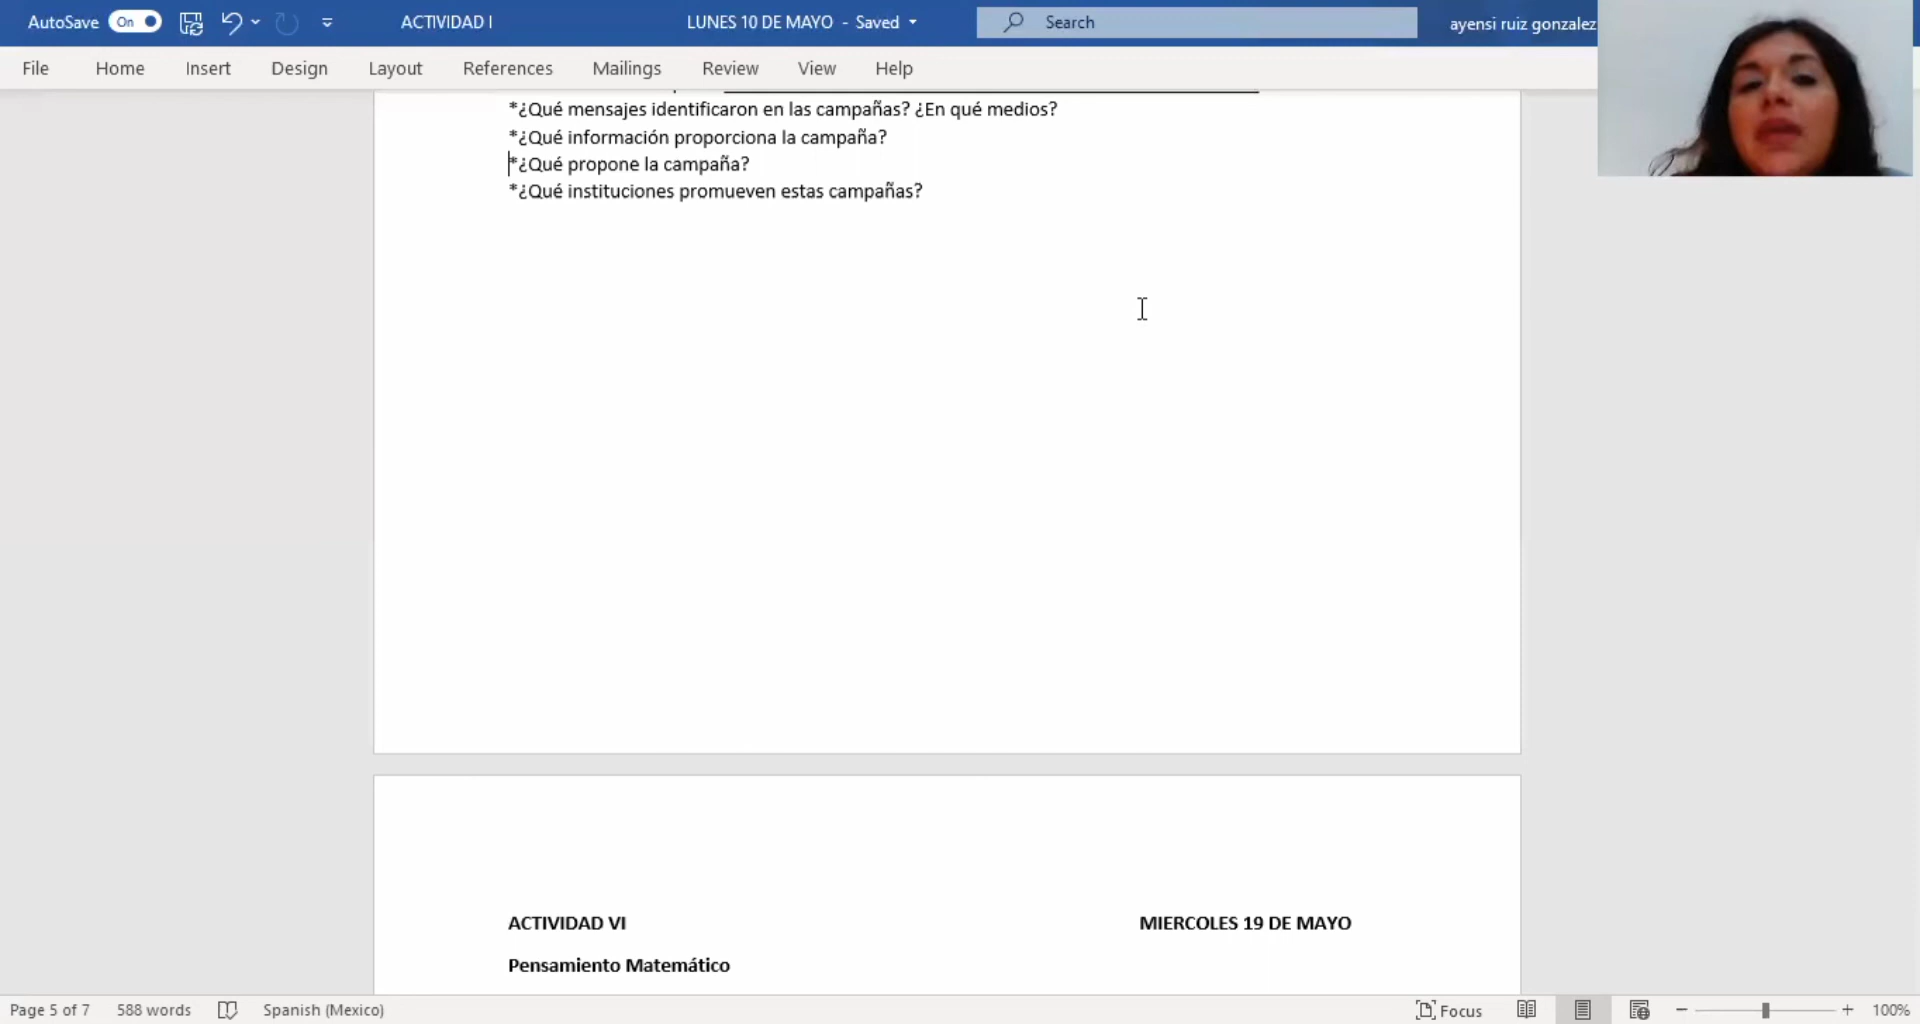 AutoSave On ACTIVIDAD I LUNES 10 DE MAYO - Saved Search ayensi ruiz gonzalez
File Home Insert Design Layout References Mailings Review View Help
*¿Qué mensajes identificaron en las campañas? ¿En qué medios?
*¿Qué información proporciona la campaña?
*¿Qué propone la campaña?
*¿Qué instituciones promueven estas campañas?
ACTIVIDAD VI MIERCOLES 19 DE MAYO
Pensamiento Matemático
Page 5 of 7 588 words Spanish (Mexico) Focus 100%